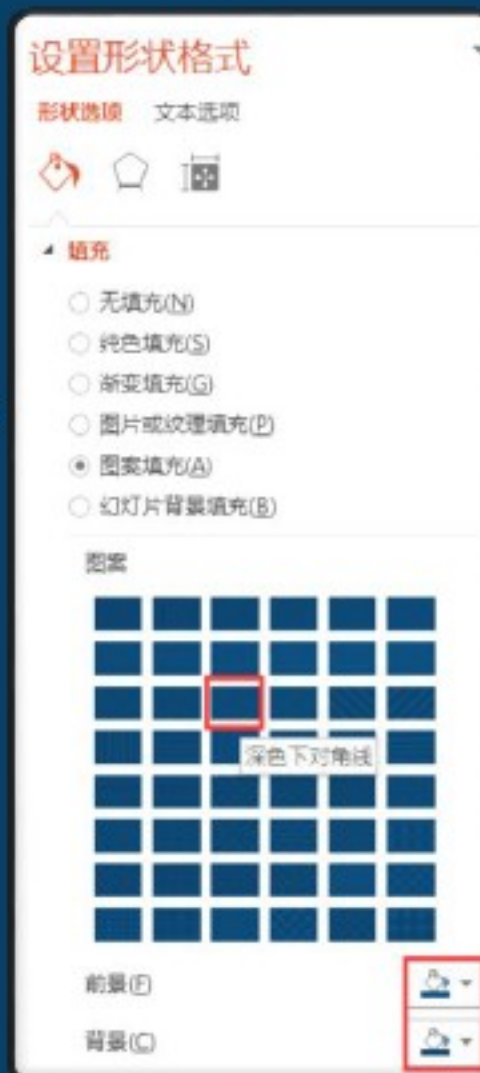 设置形状格式
形状选项 文本选项
填充
无填充(N)
纯色填充(S)
渐变填充(G)
图片或纹理填充(P)
图案填充(A)
幻灯片背景填充(B)
图案
深色下对角线
前景(F)
背景(C)